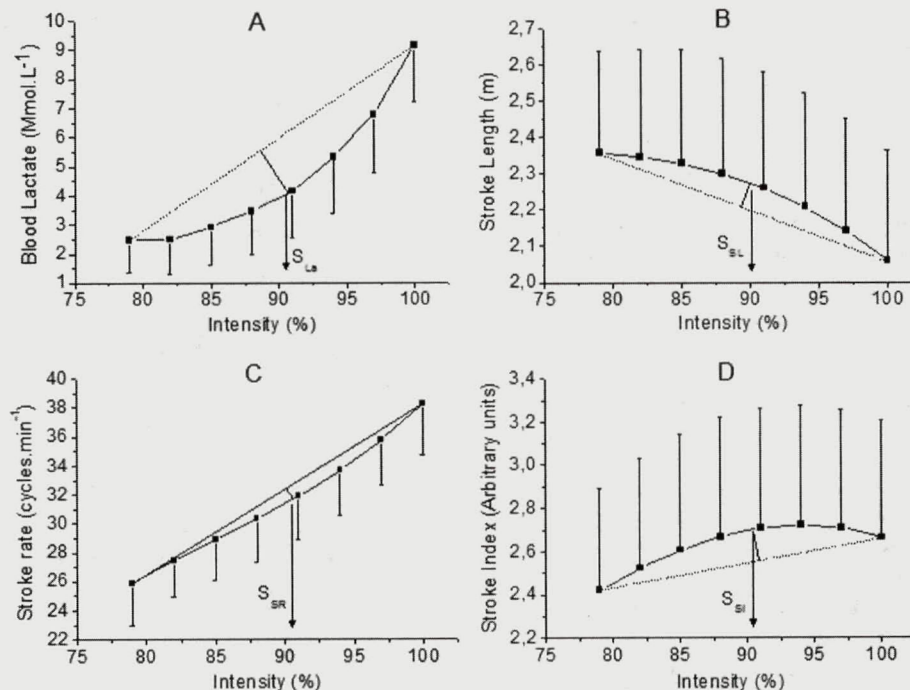 A
Blood Lactate (Mmol.L-1)
10
9
8
7
6
5
4
3
2
1
S La
75 80 85 90 95 100
Intensity (%)
B
Stroke Length (m)
2,7
2,6
2,5
2,4
2,3
2,2
2,1
2,0
S SL
75 80 85 90 95 100
Intensity (%)
C
Stroke rate (cycles.min-1)
40
38
36
34
32
30
28
26
24
22
S SR
75 80 85 90 95 100
Intensity (%)
D
Stroke Index (Arbitrary units)
3,4
3,2
3,0
2,8
2,6
2,4
2,2
S SI
75 80 85 90 95 100
Intensity (%)